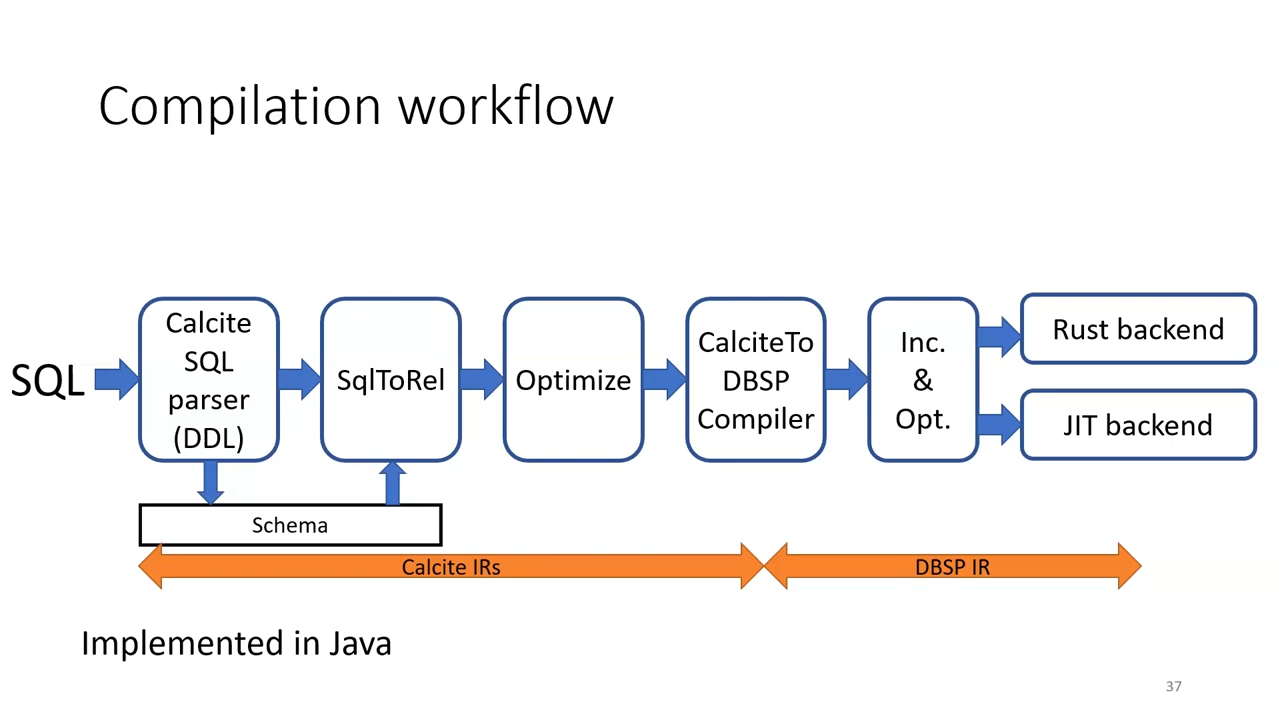 Compilation workflow
SQL
Calcite
SQL
parser
(DDL)
SqlToRel
Optimize
CalciteTo
DBSP
Compiler
Inc.
&
Opt.
Rust backend
JIT backend
Schema
Calcite IRs
DBSP IR
Implemented in Java
37